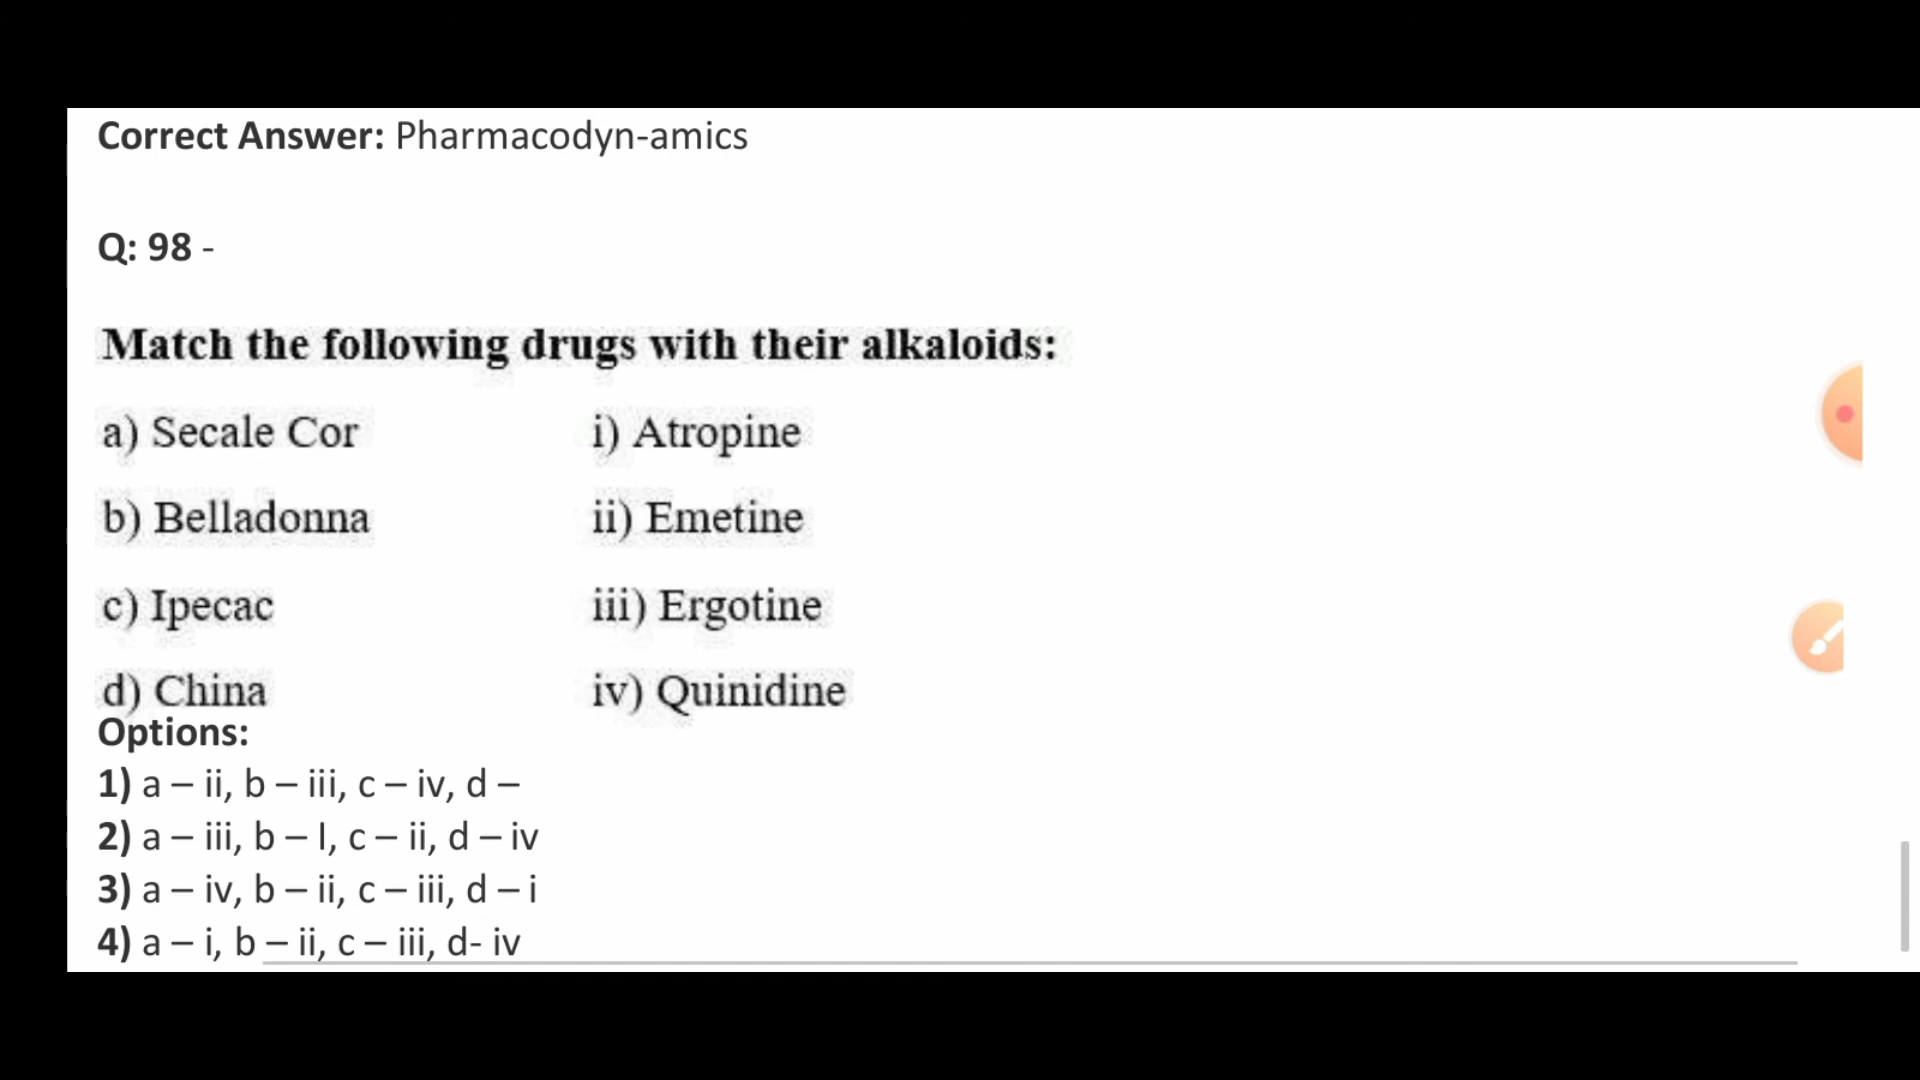 Correct Answer: Pharmacodyn-amics
Q: 98 -
Match the following drugs with their alkaloids:
a) Secale Cor i) Atropine
b) Belladonna ii) Emetine
c) Ipecac iii) Ergotine
d) China iv) Quinidine
Options:
1) a – ii, b – iii, c – iv, d –
2) a – iii, b – I, c – ii, d – iv
3) a – iv, b – ii, c – iii, d – i
4) a – i, b – ii, c – iii, d- iv